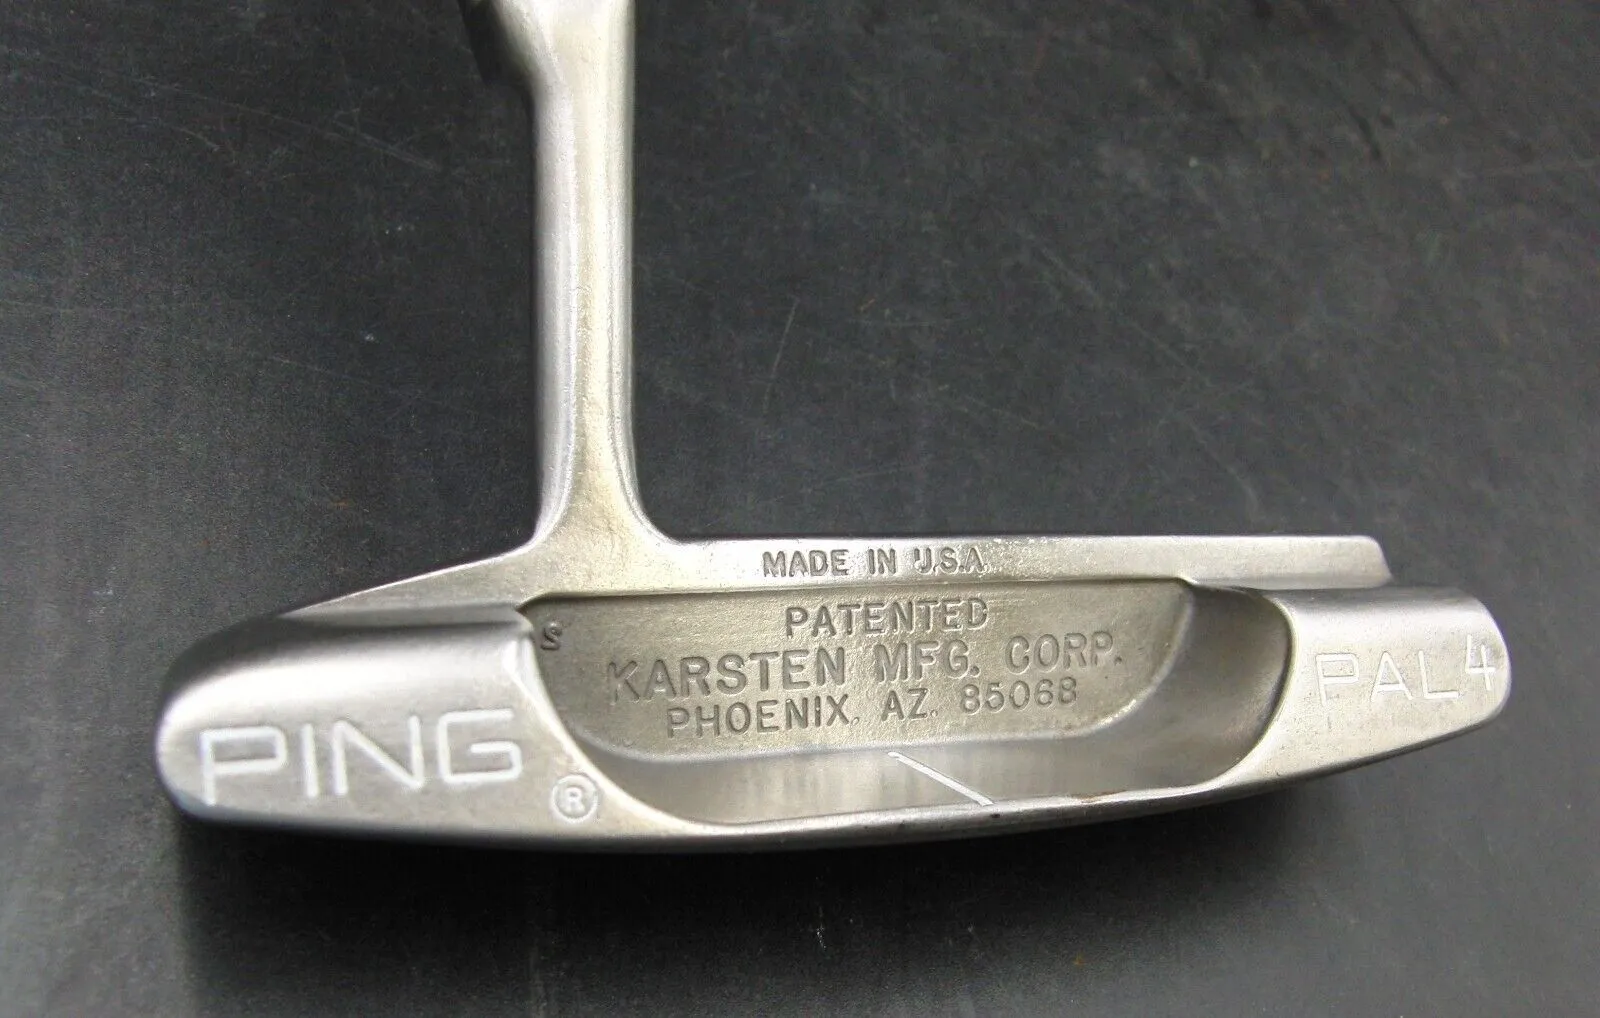 MADE IN U.S.A.
PATENTED
S
KARSTEN MFG. CORP.
PHOENIX, AZ. 85068
PING ®
PAL 4